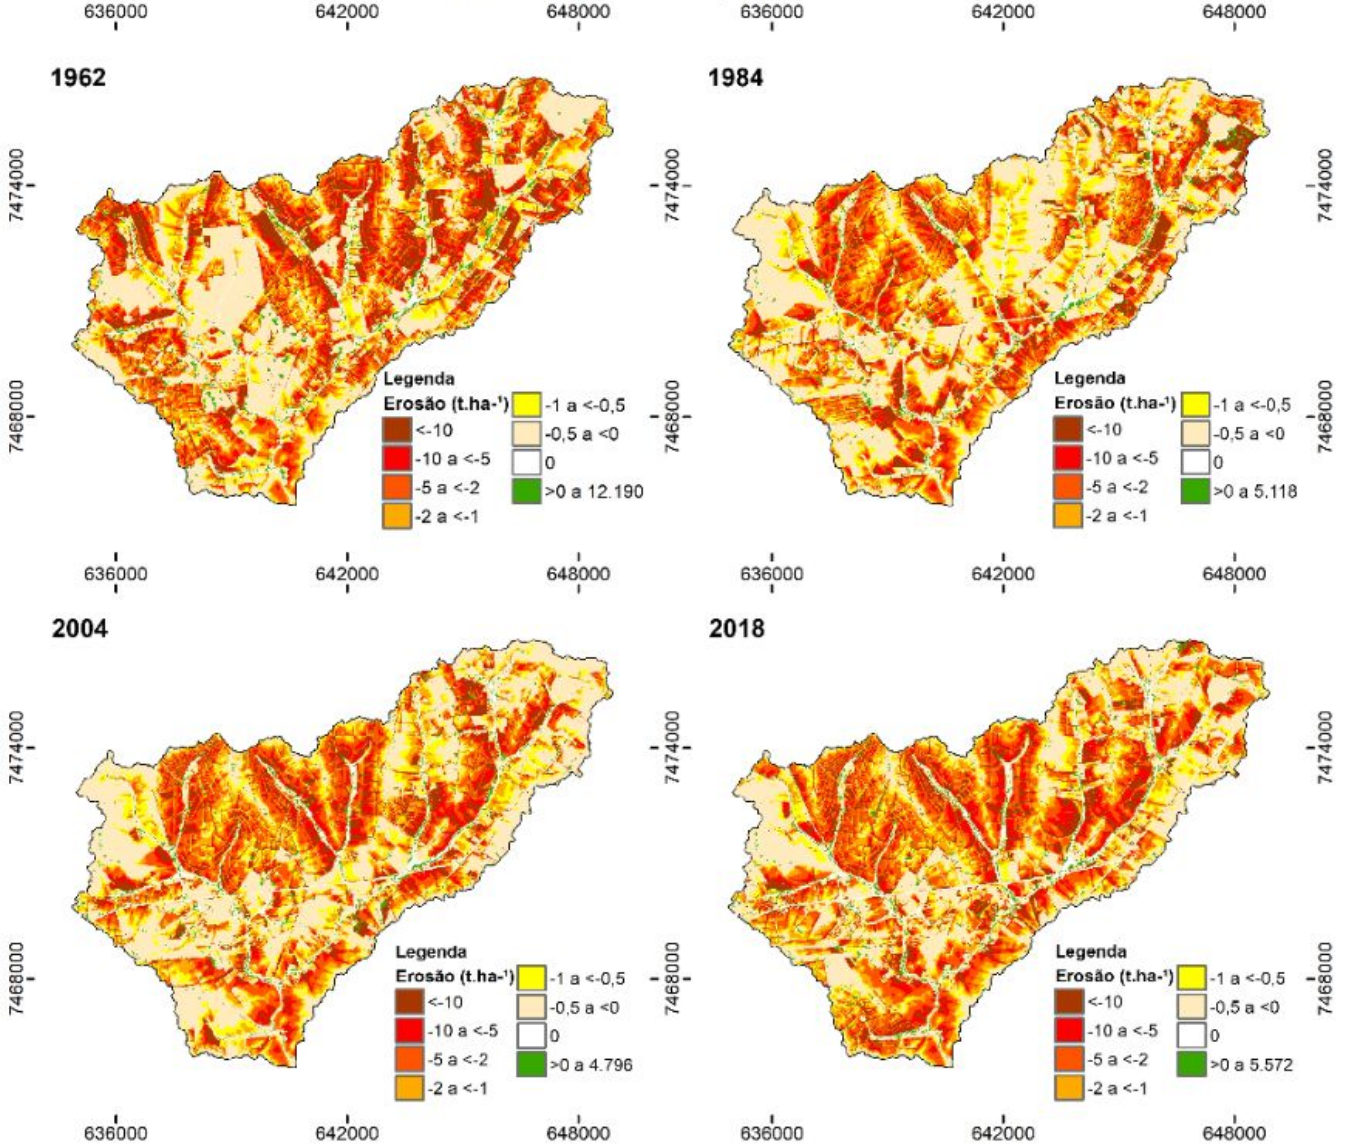 636000 642000 648000 636000 642000 648000
1962
1984
7474000
7474000
7474000
7468000
7468000
7468000
Legenda
Erosão (t.ha-¹)
<-10
-10 a <-5
-5 a <-2
-2 a <-1
-1 a <-0,5
-0,5 a <0
0
>0 a 12.190
Legenda
Erosão (t.ha-¹)
<-10
-10 a <-5
-5 a <-2
-2 a <-1
-1 a <-0,5
-0,5 a <0
0
>0 a 5.118
636000 642000 648000 636000 642000 648000
2004
2018
7474000
7474000
7474000
7468000
7468000
7468000
Legenda
Erosão (t.ha-¹)
<-10
-10 a <-5
-5 a <-2
-2 a <-1
-1 a <-0,5
-0,5 a <0
0
>0 a 4.796
Legenda
Erosão (t.ha-¹)
<-10
-10 a <-5
-5 a <-2
-2 a <-1
-1 a <-0,5
-0,5 a <0
0
>0 a 5.572
636000 642000 648000 636000 642000 648000